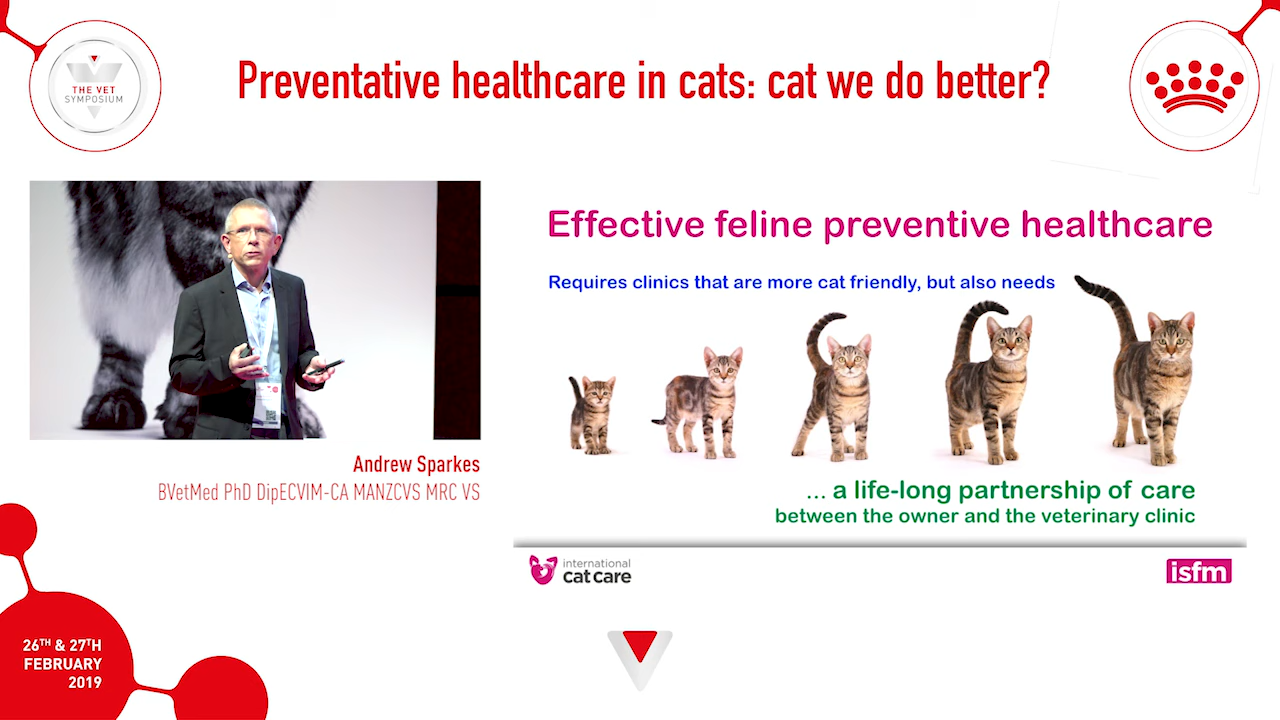 THE VET
SYMPOSIUM
Preventative healthcare in cats: cat we do better?
Andrew Sparkes
BVetMed PhD DipECVIM-CA MANZCVS MRC VS
Effective feline preventive healthcare
Requires clinics that are more cat friendly, but also needs
... a life-long partnership of care
between the owner and the veterinary clinic
international
cat care
isfm
26TH & 27TH
FEBRUARY
2019